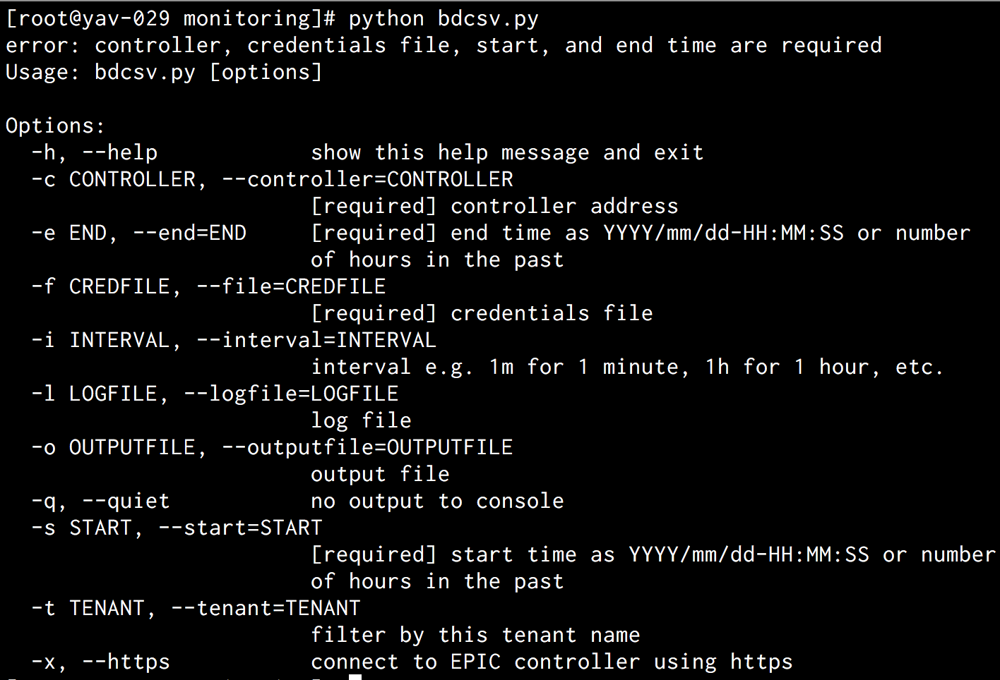 [root@yav-029 monitoring]# python bdcsv.py
error: controller, credentials file, start, and end time are required
Usage: bdcsv.py [options]

Options:
  -h, --help            show this help message and exit
  -c CONTROLLER, --controller=CONTROLLER
                        [required] controller address
  -e END, --end=END     [required] end time as YYYY/mm/dd-HH:MM:SS or number
                        of hours in the past
  -f CREDFILE, --file=CREDFILE
                        [required] credentials file
  -i INTERVAL, --interval=INTERVAL
                        interval e.g. 1m for 1 minute, 1h for 1 hour, etc.
  -l LOGFILE, --logfile=LOGFILE
                        log file
  -o OUTPUTFILE, --outputfile=OUTPUTFILE
                        output file
  -q, --quiet           no output to console
  -s START, --start=START
                        [required] start time as YYYY/mm/dd-HH:MM:SS or number
                        of hours in the past
  -t TENANT, --tenant=TENANT
                        filter by this tenant name
  -x, --https           connect to EPIC controller using https